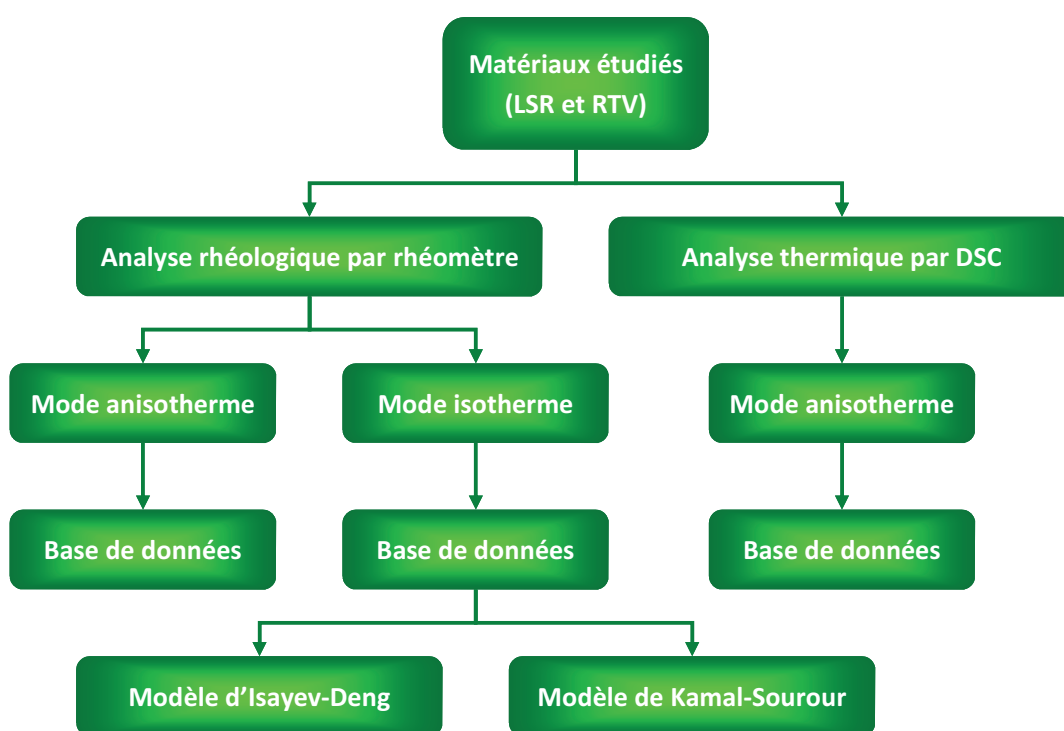 Matériaux étudiés
(LSR et RTV)
Analyse rhéologique par rhéomètre
Analyse thermique par DSC
Mode anisotherme
Mode isotherme
Mode anisotherme
Base de données
Base de données
Base de données
Modèle d’Isayev-Deng
Modèle de Kamal-Sourour